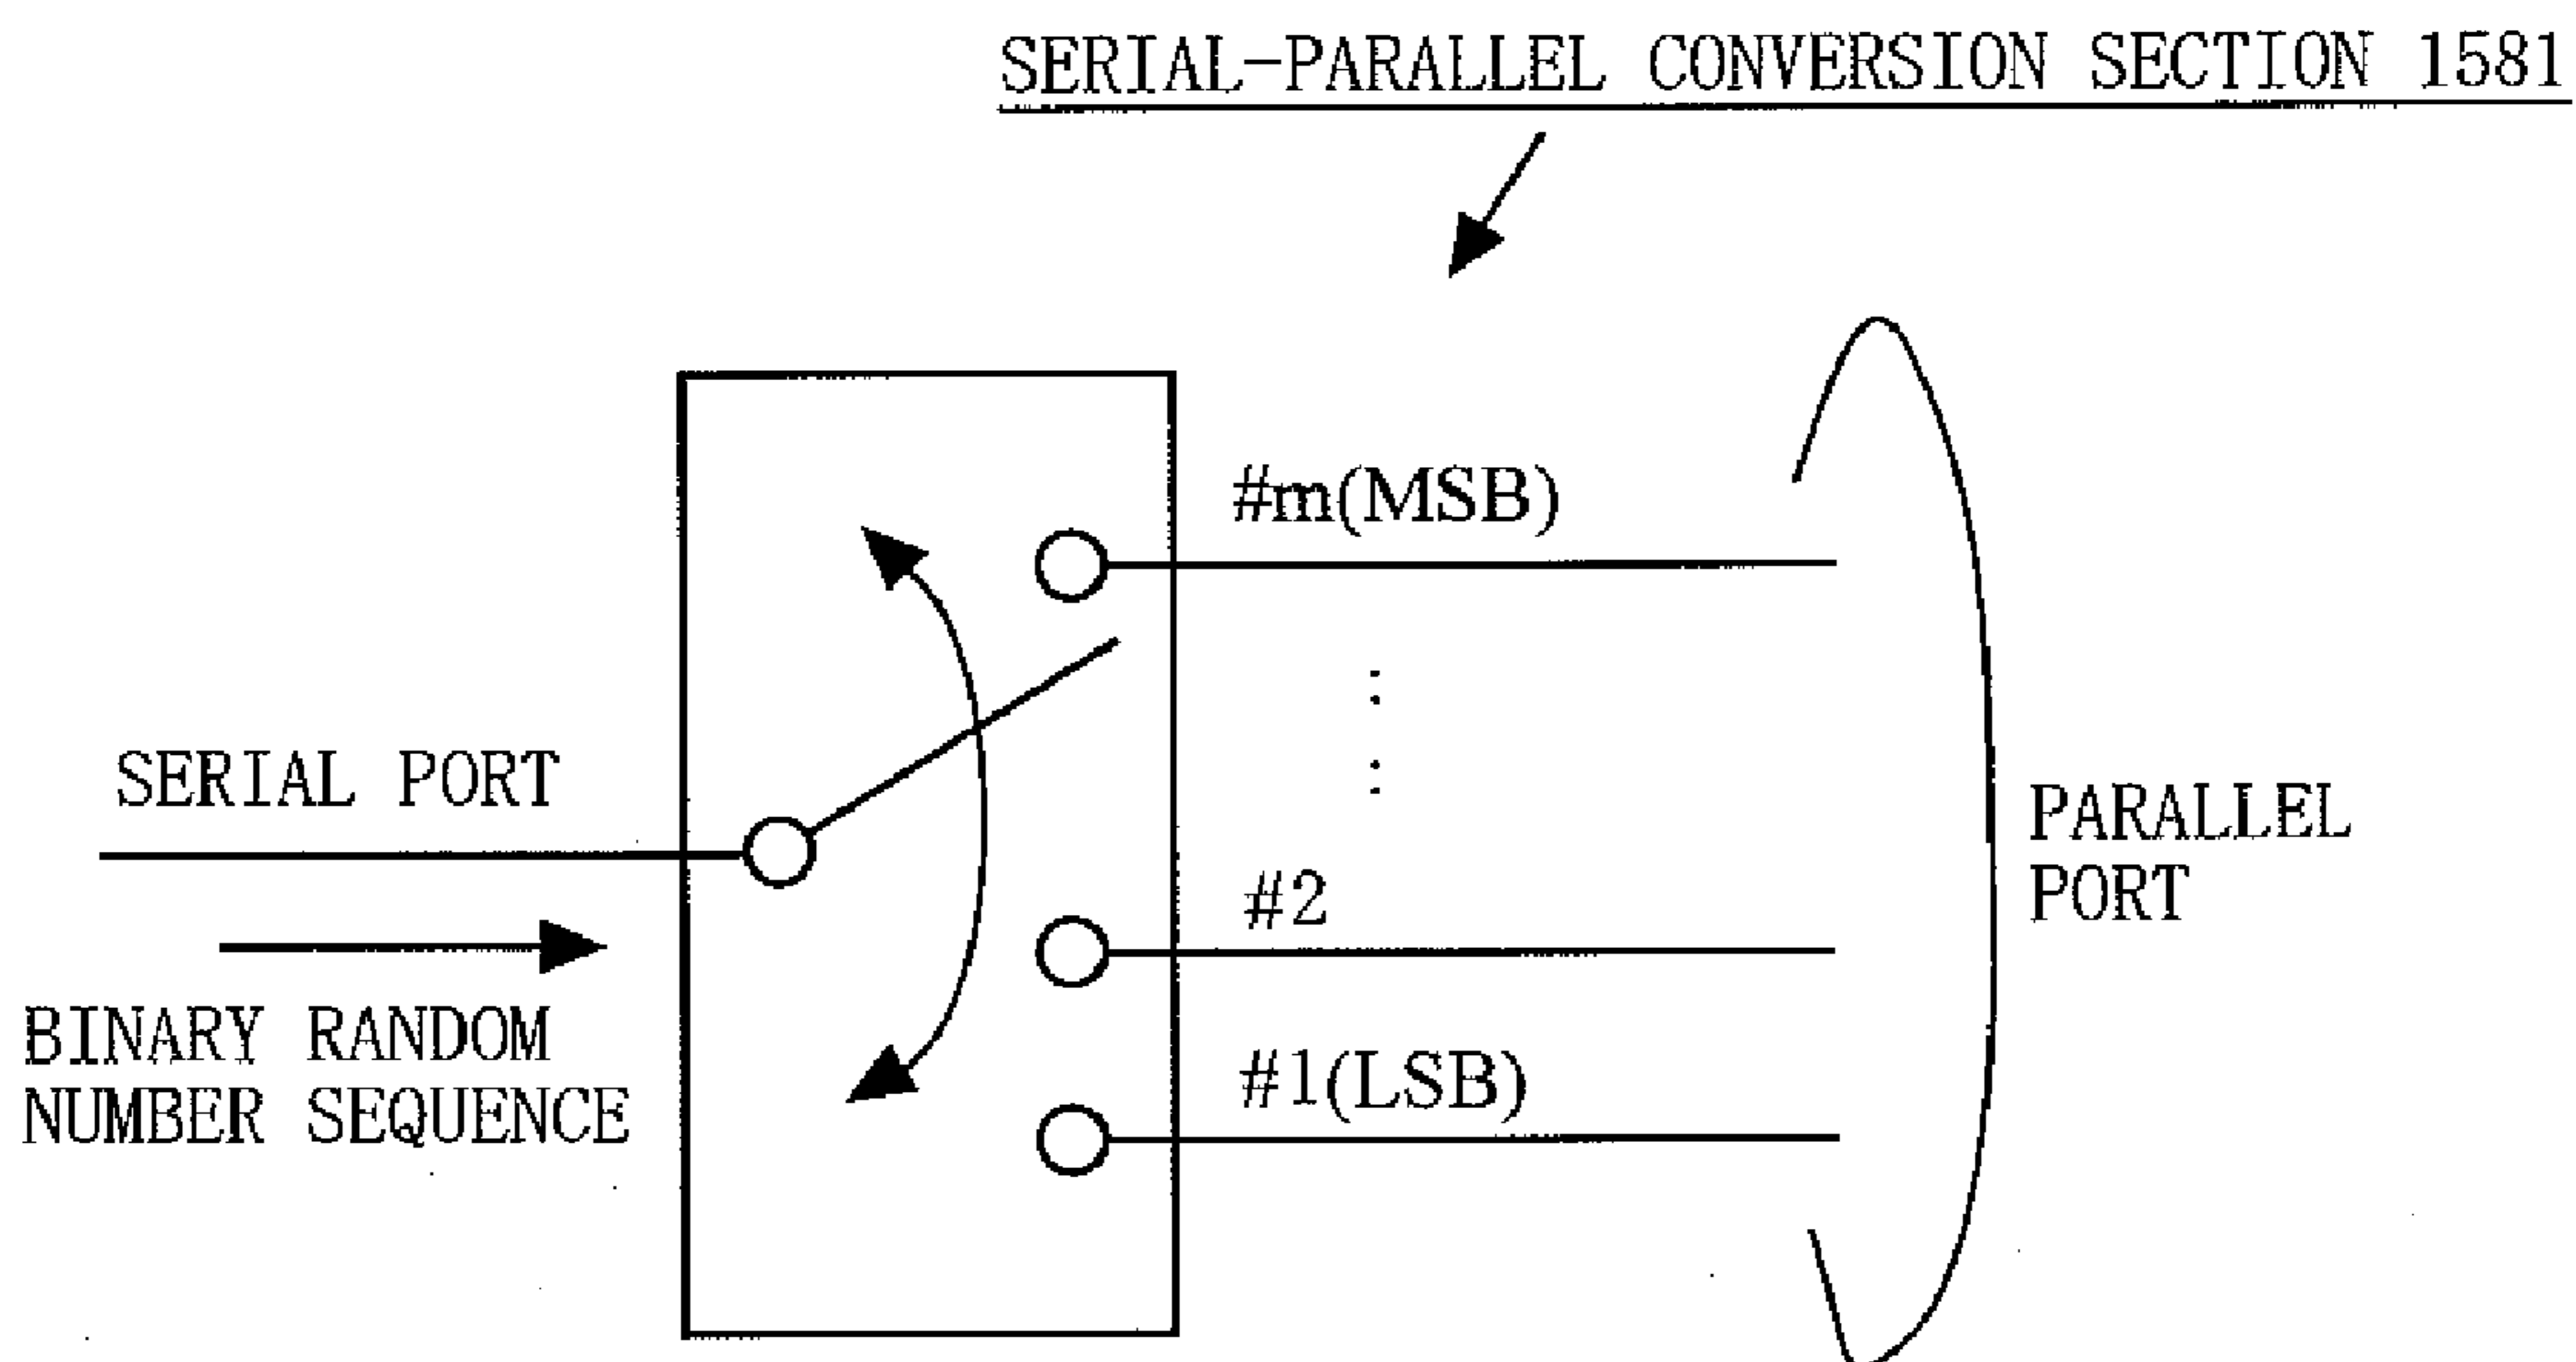 SERIAL-PARALLEL CONVERSION SECTION 1581
#m(MSB)
SERIAL PORT
PARALLEL
PORT
#2
BINARY RANDOM
NUMBER SEQUENCE
#1(LSB)